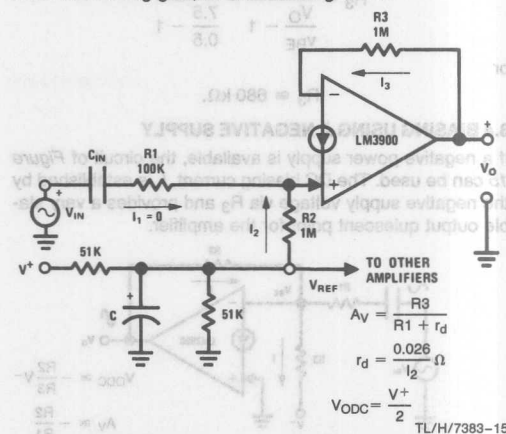 R3
1M
I3
−
LM3900
+
CIN
R1
100K
+
+
VIN
I1 = 0
+
VO
−
I2
R2
1M
V+
51K
VREF
TO OTHER
AMPLIFIERS
+
C
51K
AV = R3
R1 + rd
rd = 0.026 Ω
I2
VODC = V+
2
TL/H/7383–15